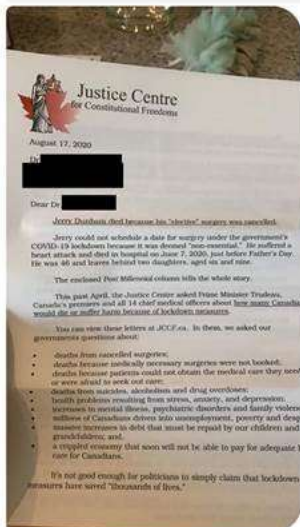 Justice Centre
for Constitutional Freedoms
August 17, 2020
Dr
Dear Dr
Jerry Dunham died because his "elective" surgery was cancelled.
Jerry could not schedule a date for surgery under the government's
COVID-19 lockdown because it was deemed "non-essential." He suffered a
heart attack and died in hospital on June 7, 2020, just before Father's Day.
He was 46 and leaves behind two daughters, aged six and nine.
The enclosed Post Millennial column tells the whole story.
This past April, the Justice Centre asked Prime Minister Trudeau,
Canada's premiers and all 14 chief medical officers about how many Canadia
would die or suffer harm because of lockdown measures.
You can view these letters at JCCF.ca. In them, we asked our
governments questions about:
• deaths from cancelled surgeries;
• deaths because medically necessary surgeries were not booked;
• deaths because patients could not obtain the medical care they need
or were afraid to seek out care;
• deaths from suicides, alcoholism and drug overdoses;
• health problems resulting from stress, anxiety, and depression;
• increases in mental illness, psychiatric disorders and family violen
• millions of Canadians driven into unemployment, poverty and desp
• massive increases in debt that must be repaid by our children and
grandchildren; and,
• a crippled economy that soon will not be able to pay for adequate h
care for Canadians.
It's not good enough for politicians to simply claim that lockdown
measures have saved "thousands of lives."